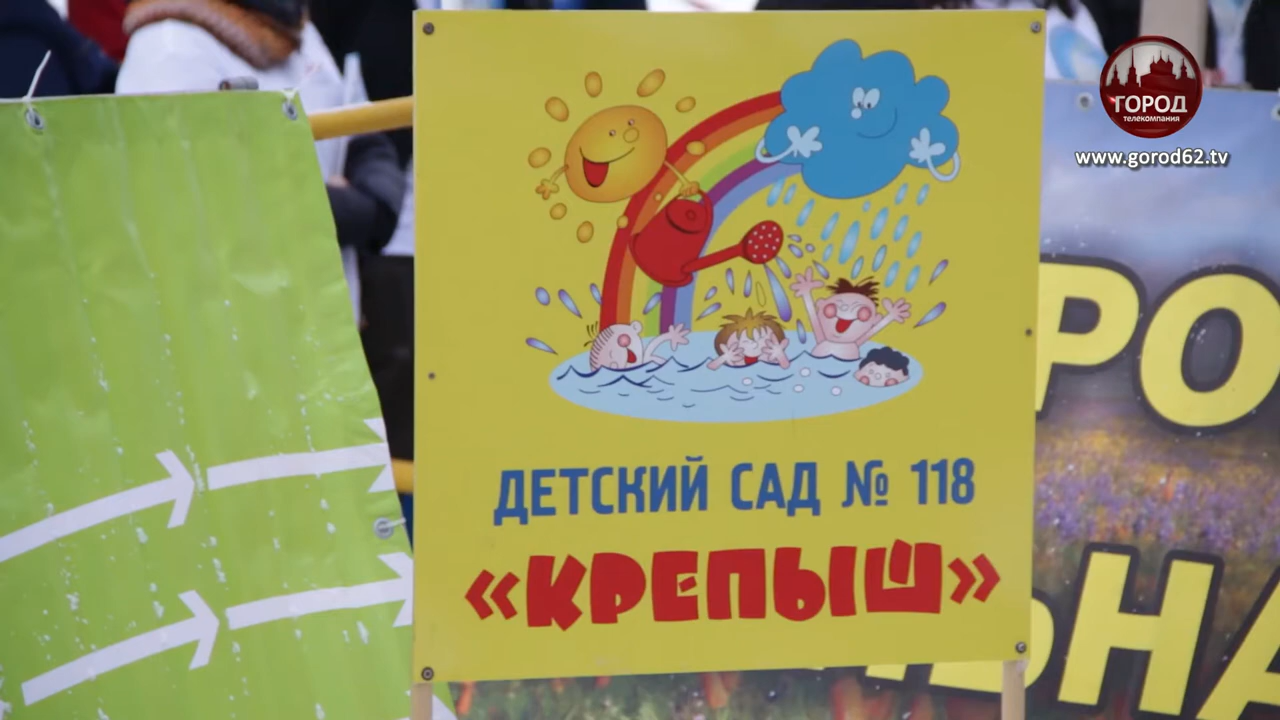 ГОРОД
телекомпания
www.gorod62.tv
ДЕТСКИЙ САД № 118
«КРЕПЫШ»